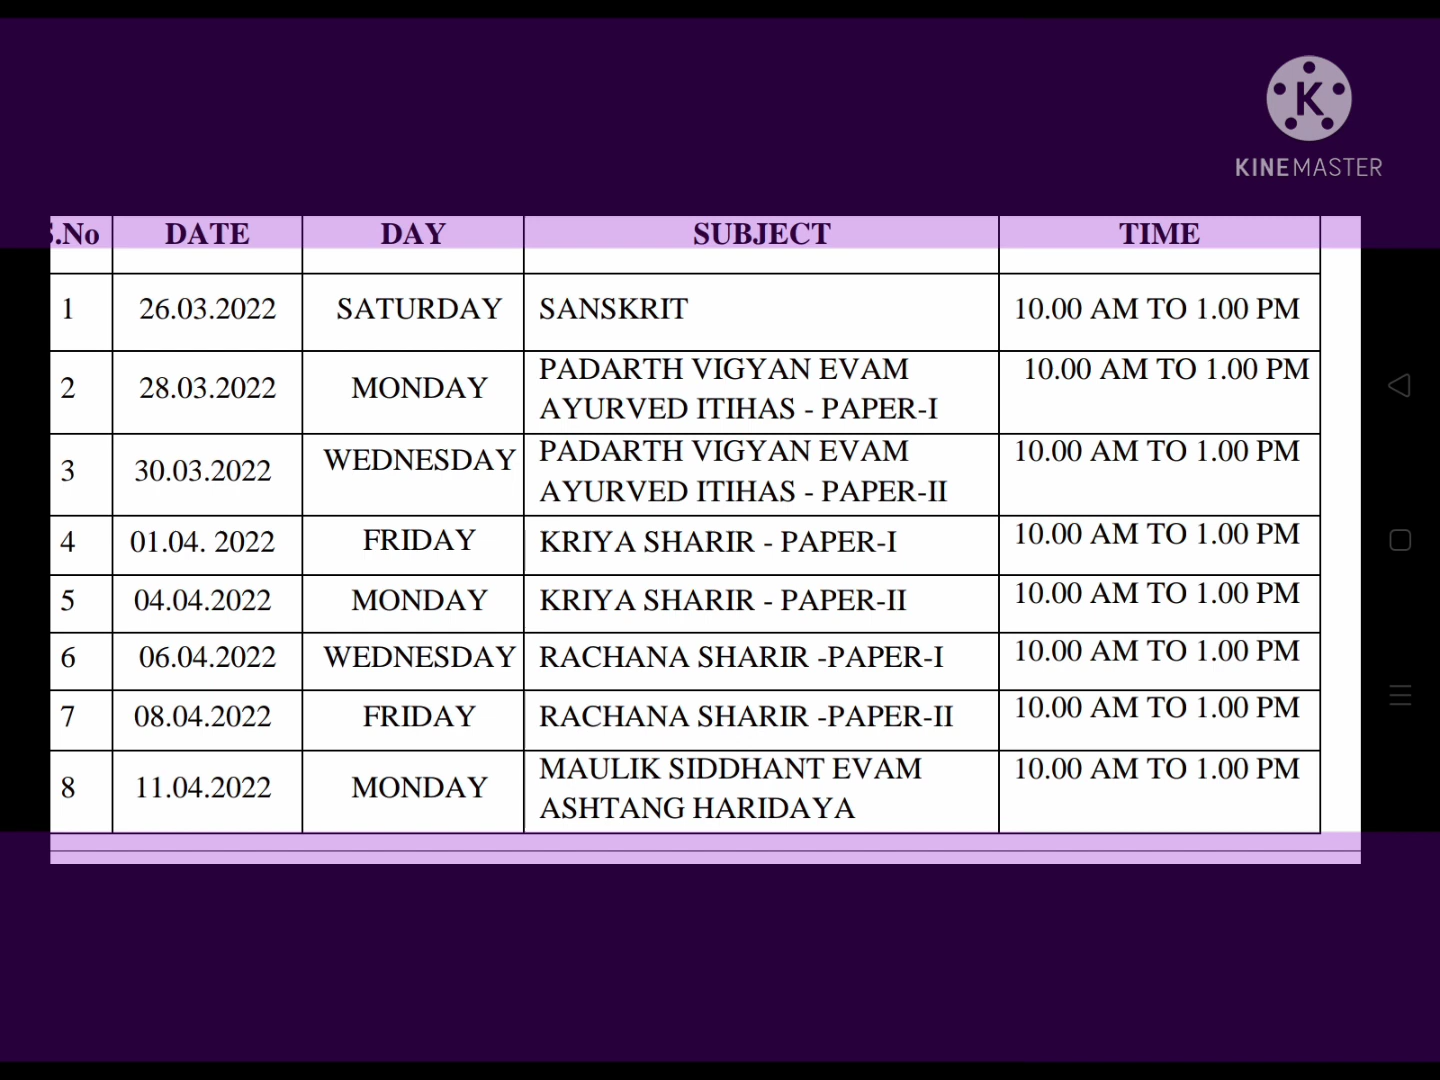 KINEMASTER
S.No DATE DAY SUBJECT TIME
1 26.03.2022 SATURDAY SANSKRIT 10.00 AM TO 1.00 PM
2 28.03.2022 MONDAY PADARTH VIGYAN EVAM 10.00 AM TO 1.00 PM
AYURVED ITIHAS - PAPER-I
3 30.03.2022 WEDNESDAY PADARTH VIGYAN EVAM 10.00 AM TO 1.00 PM
AYURVED ITIHAS - PAPER-II
4 01.04. 2022 FRIDAY KRIYA SHARIR - PAPER-I 10.00 AM TO 1.00 PM
5 04.04.2022 MONDAY KRIYA SHARIR - PAPER-II 10.00 AM TO 1.00 PM
6 06.04.2022 WEDNESDAY RACHANA SHARIR -PAPER-I 10.00 AM TO 1.00 PM
7 08.04.2022 FRIDAY RACHANA SHARIR -PAPER-II 10.00 AM TO 1.00 PM
8 11.04.2022 MONDAY MAULIK SIDDHANT EVAM 10.00 AM TO 1.00 PM
ASHTANG HARIDAYA